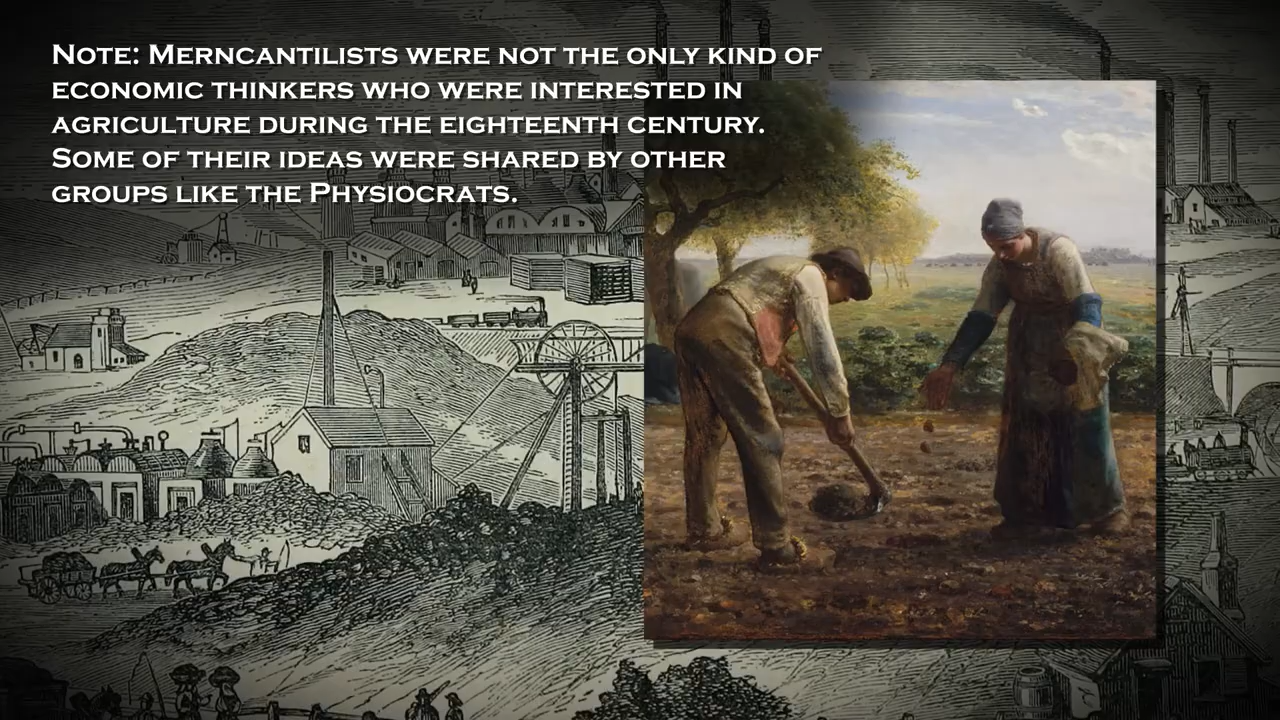 Note: Merncantilists were not the only kind of
economic thinkers who were interested in
agriculture during the eighteenth century.
Some of their ideas were shared by other
groups like the Physiocrats.